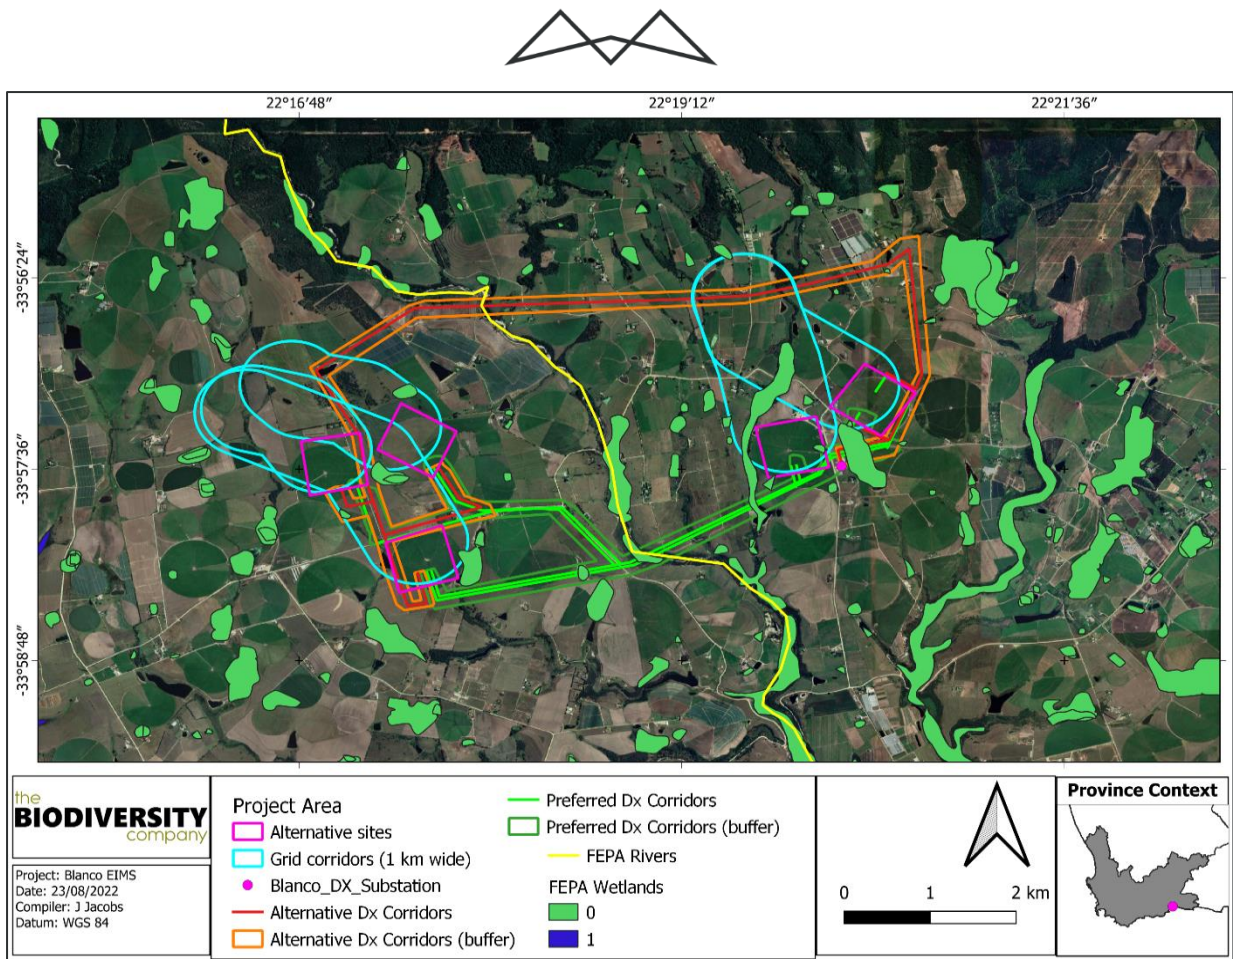 22°16′48″ 22°19′12″ 22°21′36″
-33°56′24″
-33°57′36″
-33°58′48″
the
BIODIVERSITY
company
Project: Blanco EIMS
Date: 23/08/2022
Compiler: J Jacobs
Datum: WGS 84
Project Area
Alternative sites
Grid corridors (1 km wide)
Blanco_DX_Substation
Alternative Dx Corridors
Alternative Dx Corridors (buffer)
Preferred Dx Corridors
Preferred Dx Corridors (buffer)
FEPA Rivers
FEPA Wetlands
0
1
0 1 2 km
Province Context